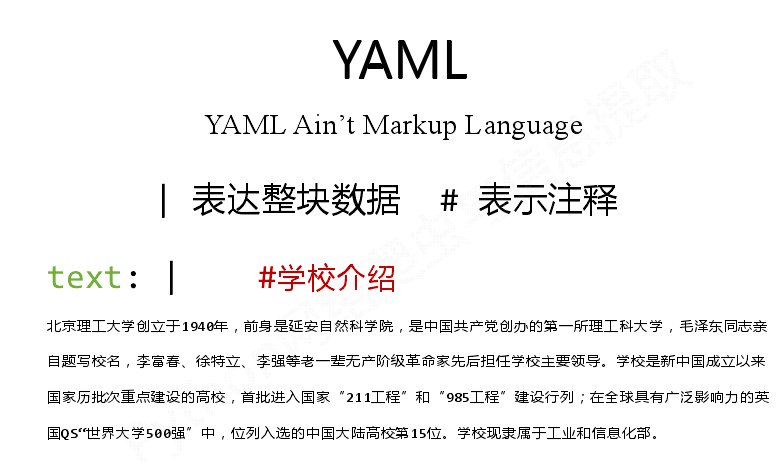 YAML
YAML Ain’t Markup Language
| 表达整块数据 # 表示注释
text: | #学校介绍
北京理工大学创立于1940年，前身是延安自然科学院，是中国共产党创办的第一所理工科大学，毛泽东同志亲
自题写校名，李富春、徐特立、李强等老一辈无产阶级革命家先后担任学校主要领导。学校是新中国成立以来
国家历批次重点建设的高校，首批进入国家“211工程”和“985工程”建设行列；在全球具有广泛影响力的英
国QS“世界大学500强”中，位列入选的中国大陆高校第15位。学校现隶属于工业和信息化部。